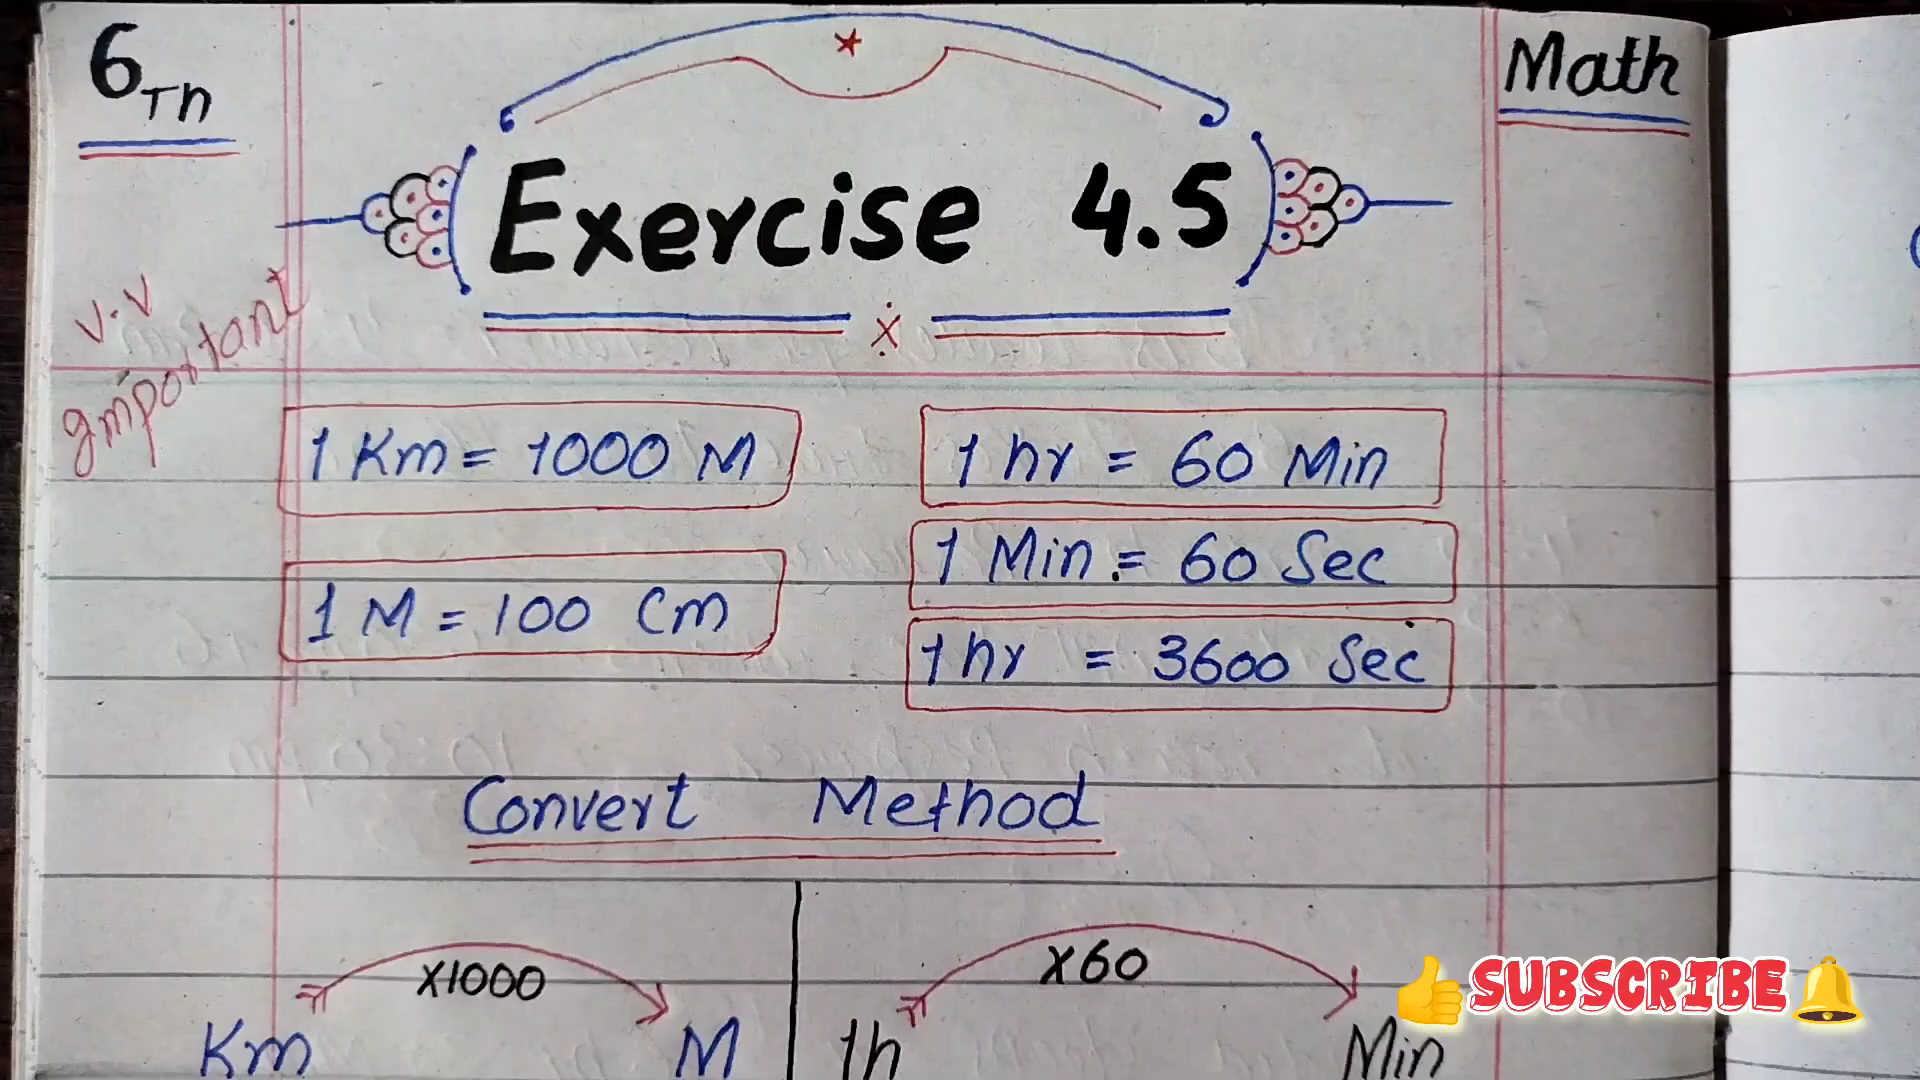 6Th
Math
Exercise 4.5
V.V
Important
1 Km = 1000 M
1 hr = 60 Min
1 Min = 60 Sec
1 M = 100 Cm
1 hr = 3600 Sec
Convert Method
X1000
Km M
X60
1h Min
SUBSCRIBE